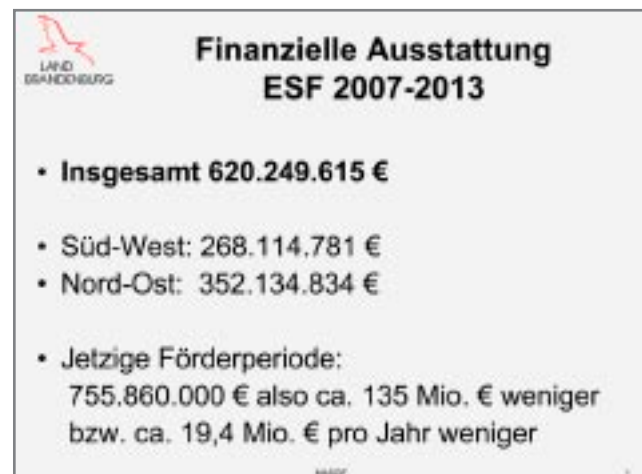 LAND
BRANDENBURG
Finanzielle Ausstattung
ESF 2007-2013
• Insgesamt 620.249.615 €
• Süd-West: 268.114.781 €
• Nord-Ost: 352.134.834 €
• Jetzige Förderperiode:
755.860.000 € also ca. 135 Mio. € weniger
bzw. ca. 19,4 Mio. € pro Jahr weniger